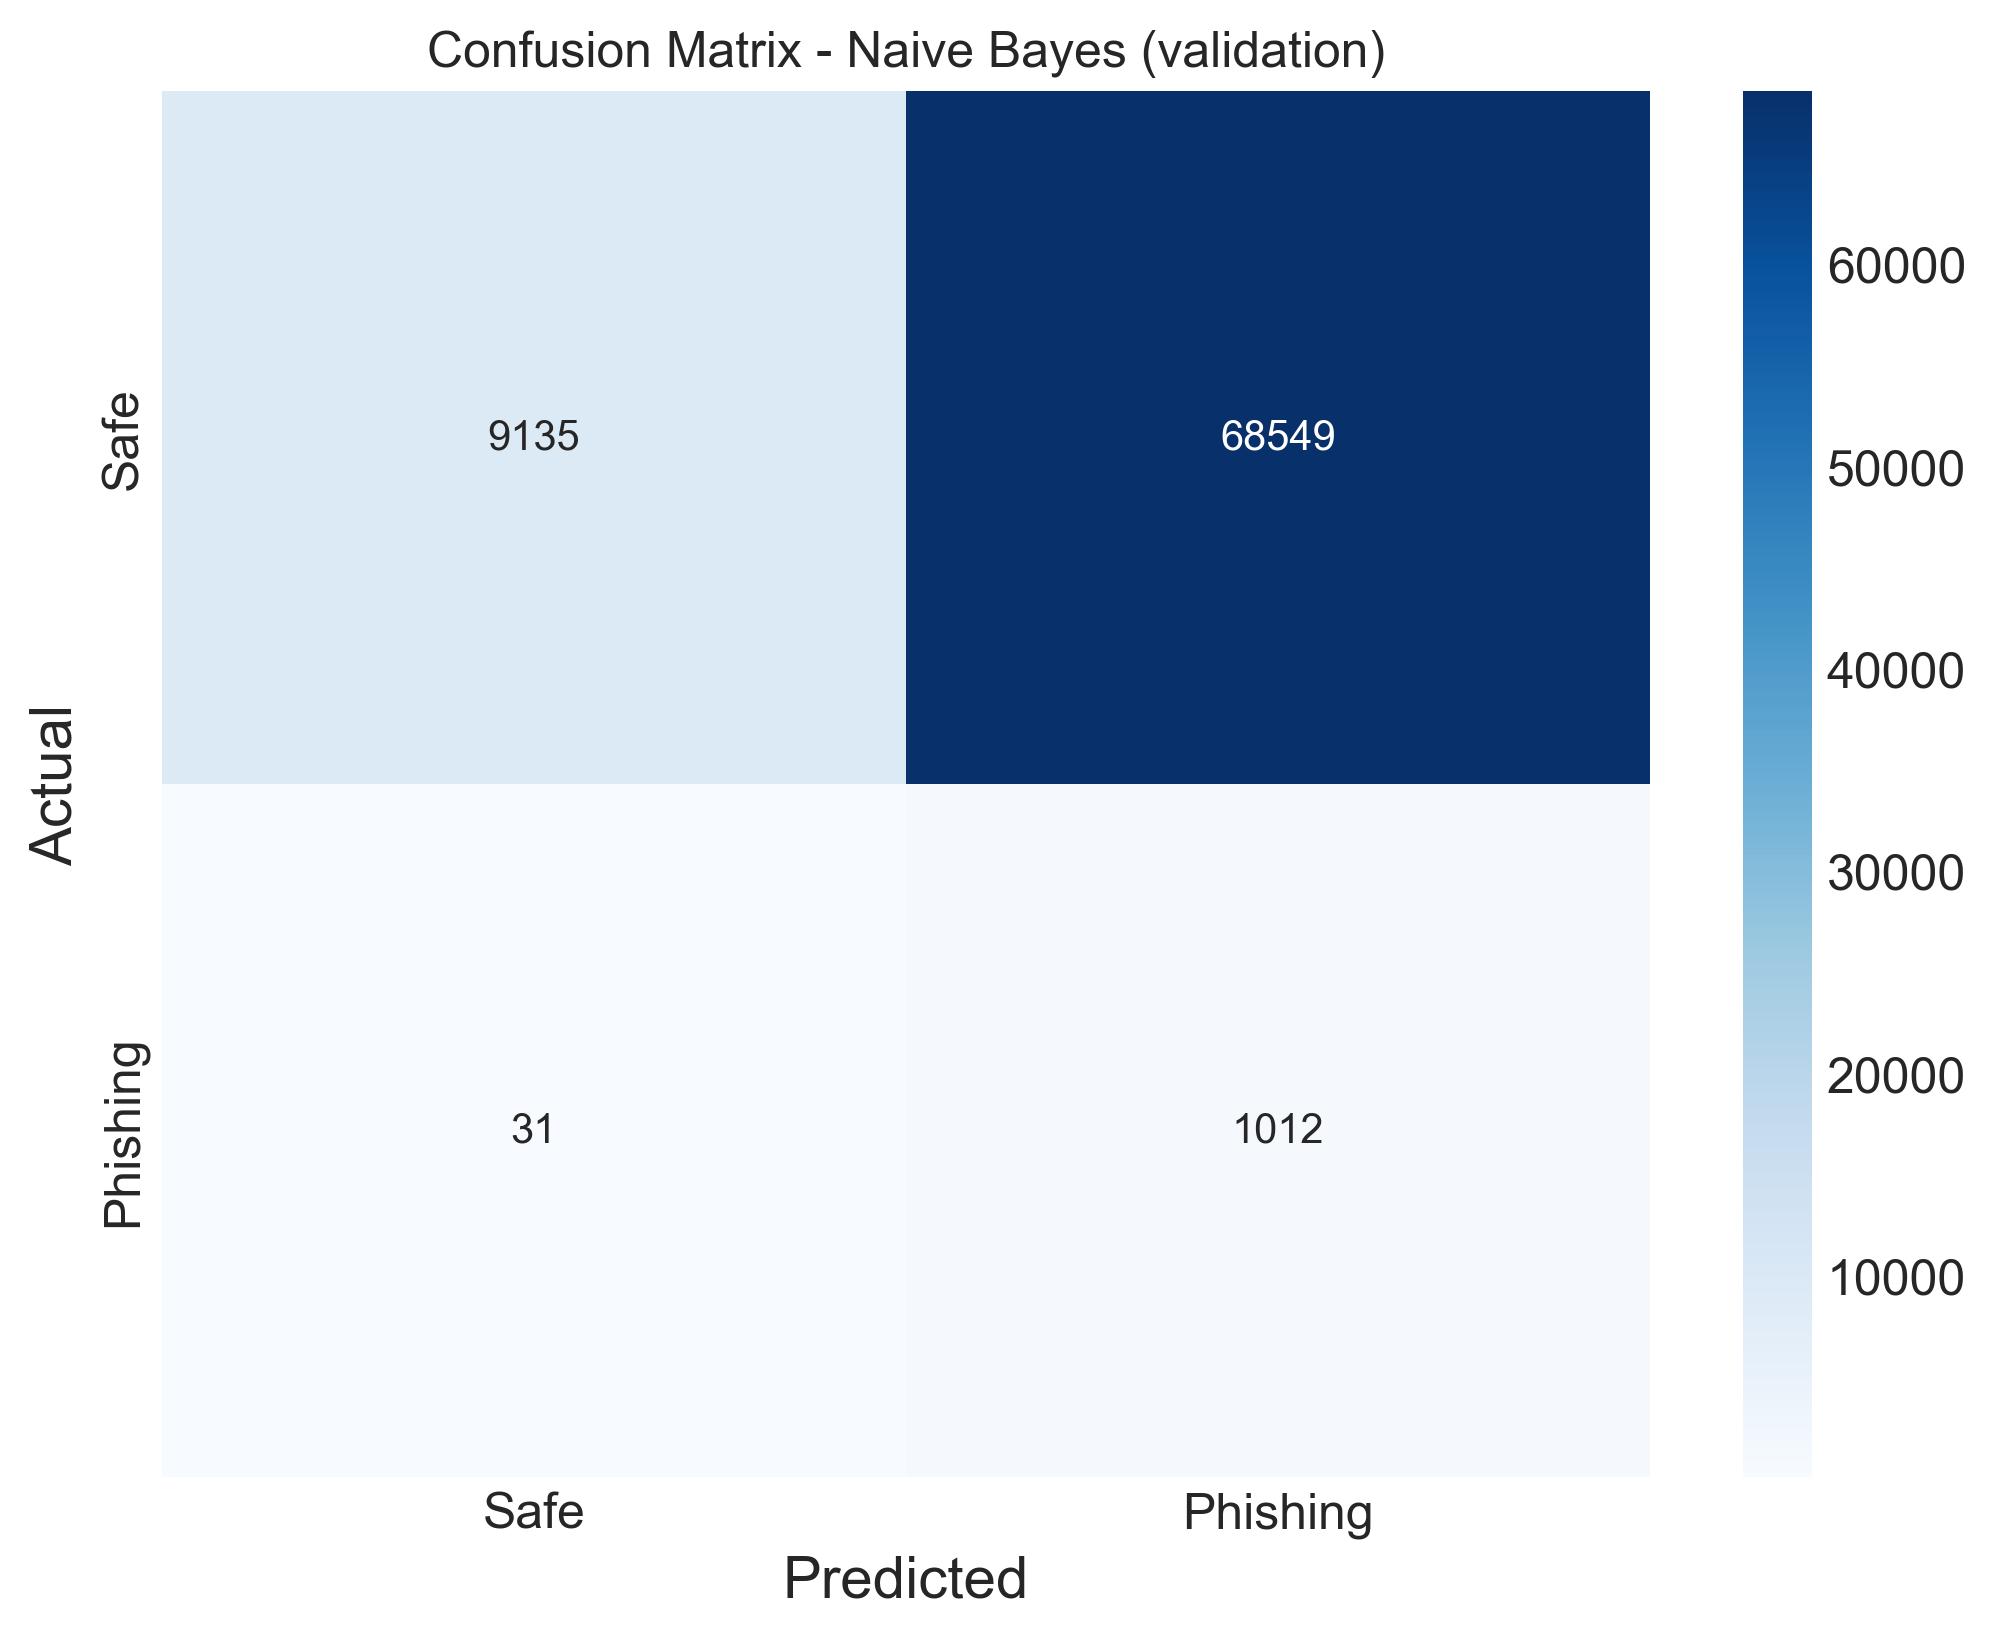 Confusion Matrix - Naive Bayes (validation)
Actual
Safe
Phishing
9135
68549
31
1012
Safe
Phishing
Predicted
60000
50000
40000
30000
20000
10000